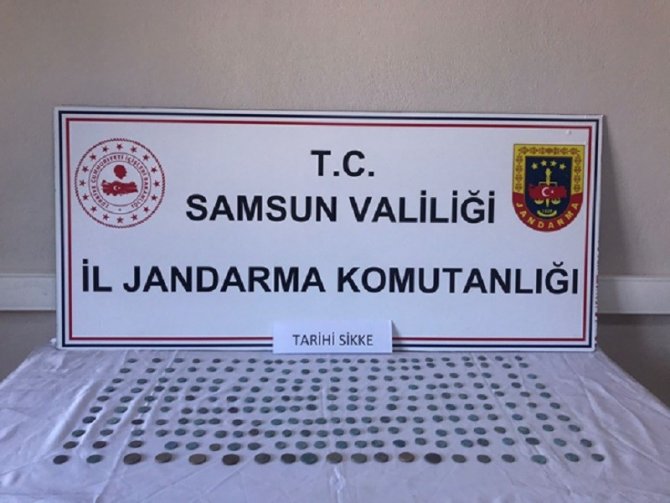 T.C.
SAMSUN VALİLİĞİ
İL JANDARMA KOMUTANLIĞI
TARİHİ SİKKE
JANDARMA